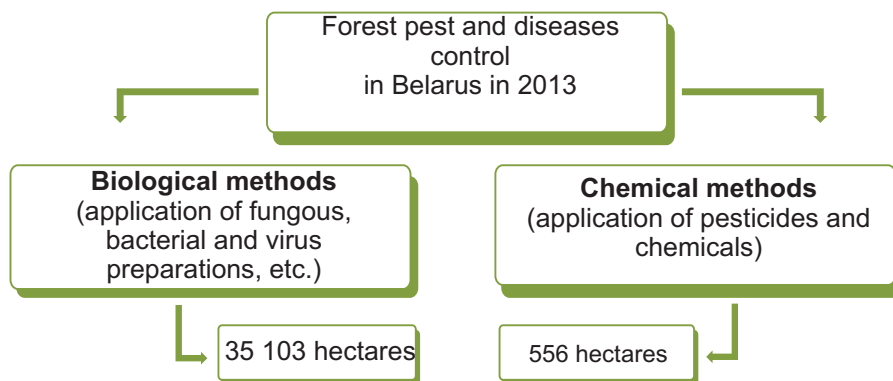 Forest pest and diseases
control
in Belarus in 2013
Biological methods
(application of fungous,
bacterial and virus
preparations, etc.)
Chemical methods
(application of pesticides and
chemicals)
35 103 hectares
556 hectares